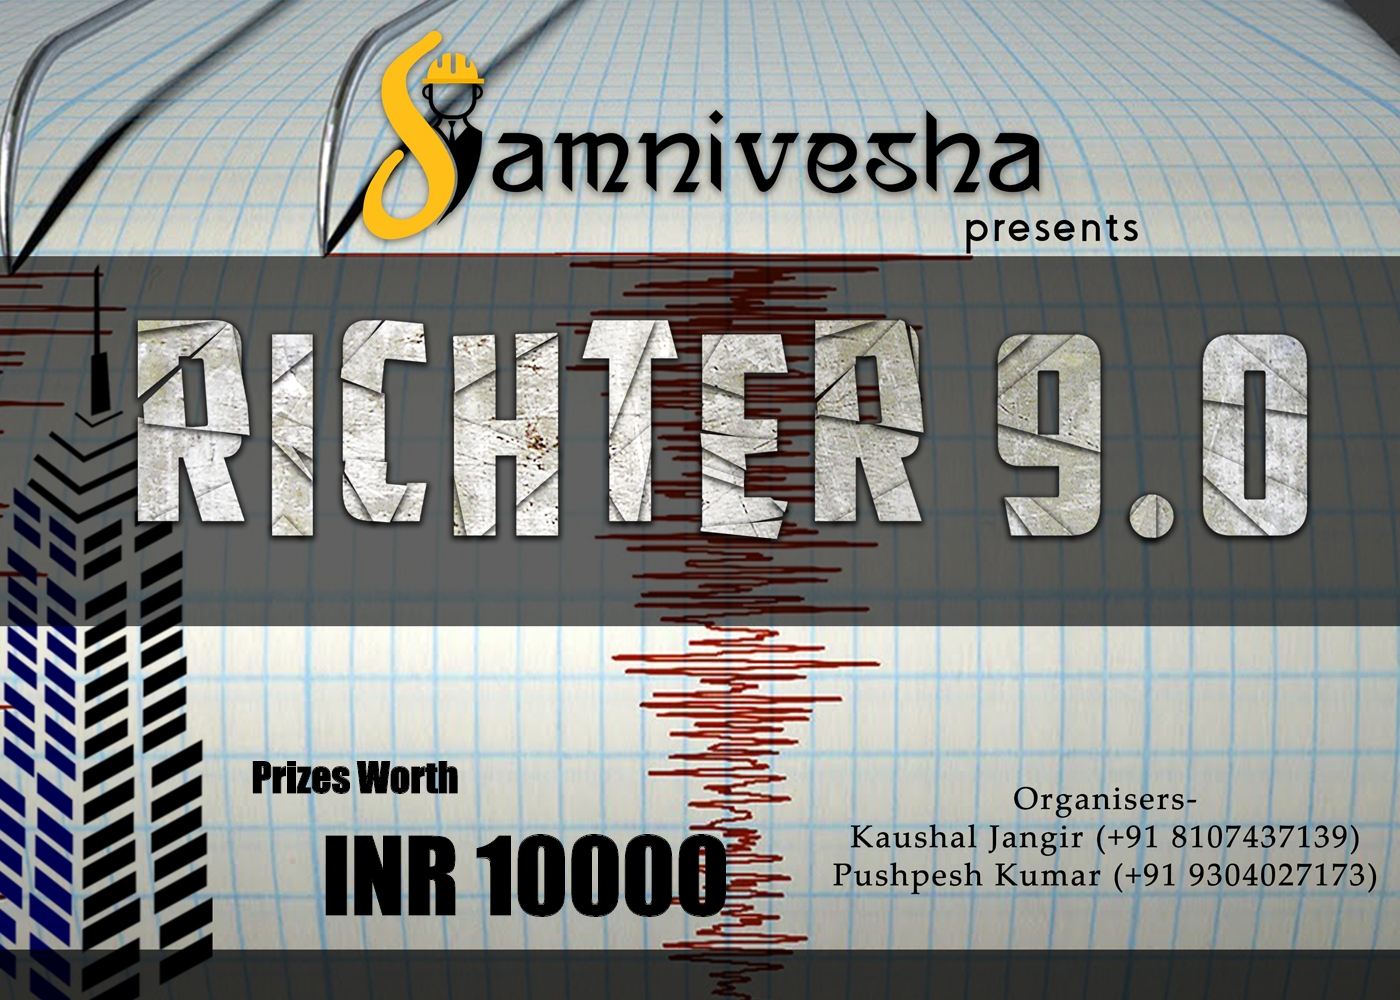 Samnivesha
presents
RICHTER 9.0
Prizes Worth
INR 10000
Organisers-
Kaushal Jangir (+91 8107437139)
Pushpesh Kumar (+91 9304027173)